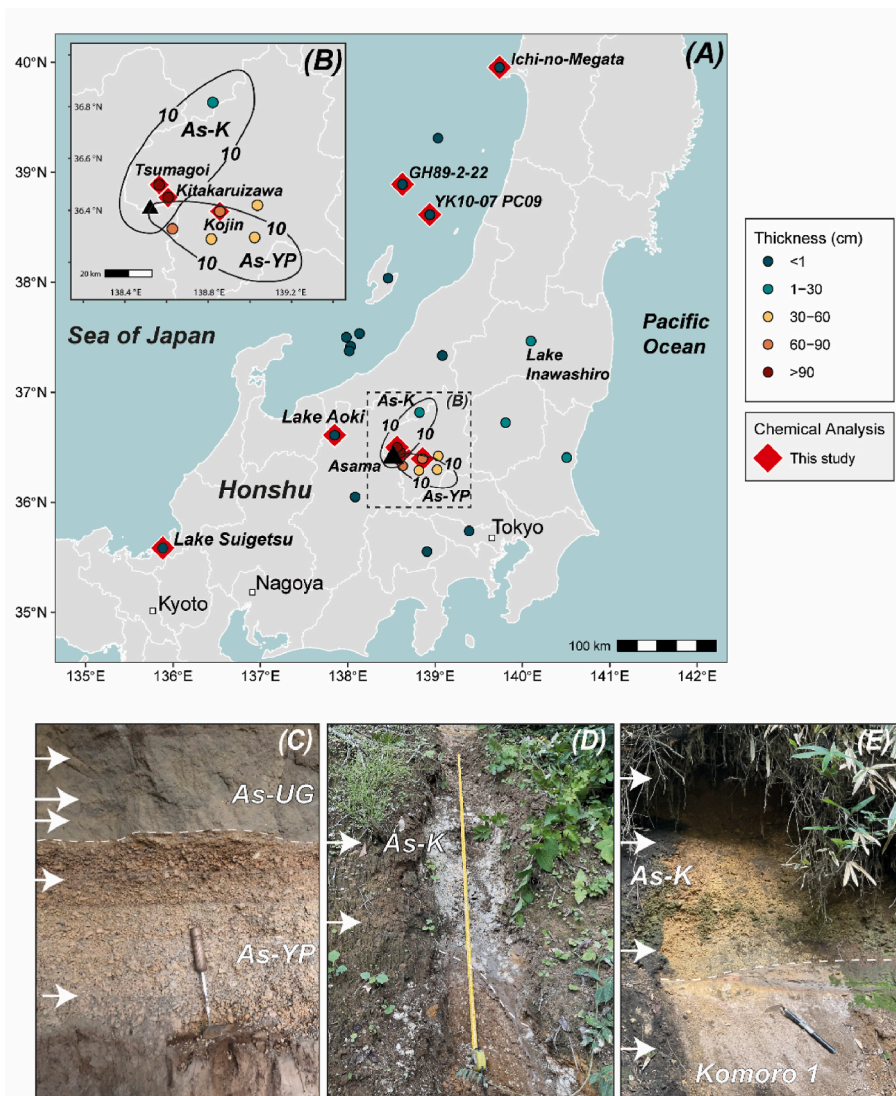 40°N
39°N
38°N
37°N
36°N
35°N
135°E
136°E
137°E
138°E
139°E
140°E
141°E
142°E
(A)
Ichi-no-Megata
GH89-2-22
YK10-07 PC09
Sea of Japan
Pacific
Ocean
Lake
Inawashiro
As-K
(B)
10
10
Lake Aoki
Asama
10
10
As-YP
Honshu
Tokyo
Lake Suigetsu
Nagoya
Kyoto
100 km
(B)
36.8 °N
36.6 °N
36.4 °N
10
As-K
10
Tsumagoi
Kitakaruizawa
Kojin
10
10
As-YP
20 km
138.4 °E
138.8 °E
139.2 °E
Thickness (cm)
<1
1–30
30–60
60–90
>90
Chemical Analysis
This study
(C)
As-UG
As-YP
(D)
As-K
(E)
As-K
Komoro 1